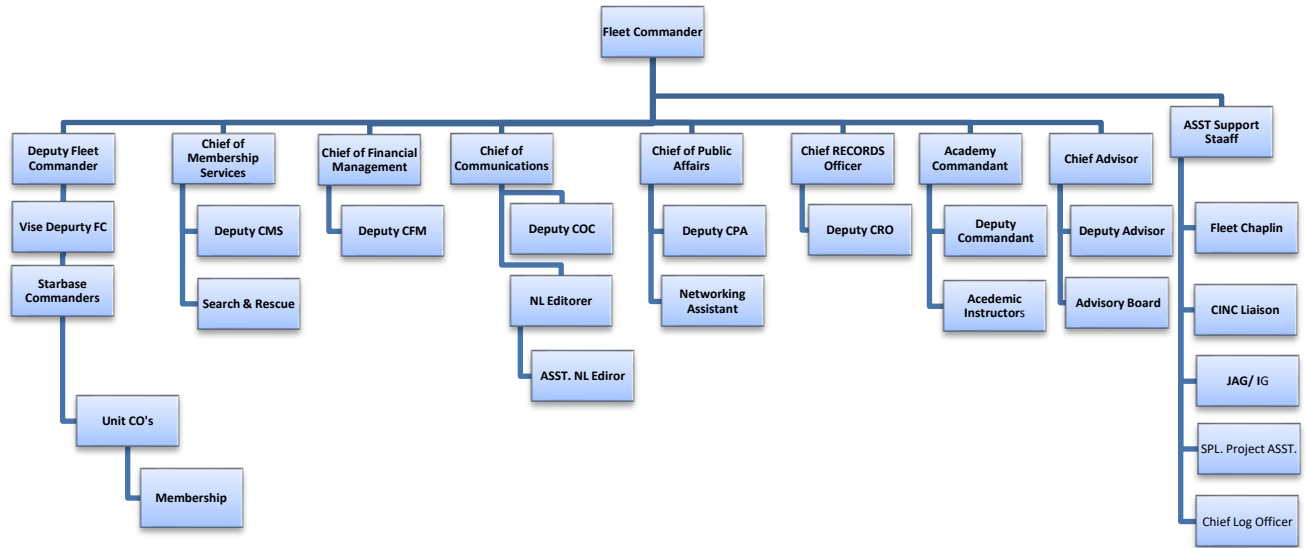 Fleet Commander
Deputy Fleet
Commander
Chief of
Membership
Services
Chief of Financial
Management
Chief of
Communications
Chief of Public
Affairs
Chief RECORDS
Officer
Academy
Commandant
Chief Advisor
ASST Support
Staaff
Vise Depurty FC
Starbase
Commanders
Unit CO's
Membership
Deputy CMS
Search & Rescue
Deputy CFM
Deputy COC
NL Editorer
ASST. NL Ediror
Deputy CPA
Networking
Assistant
Deputy CRO
Deputy
Commandant
Acedemic
Instructors
Deputy Advisor
Advisory Board
Fleet Chaplin
CINC Liaison
JAG/ IG
SPL. Project ASST.
Chief Log Officer